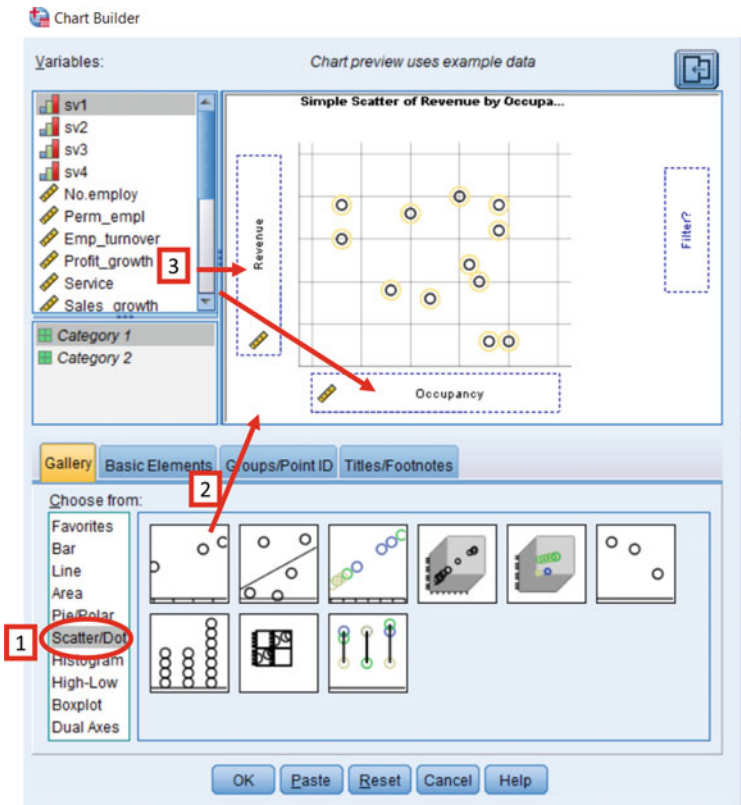 Chart Builder
Variables:
Chart preview uses example data
sv1
sv2
sv3
sv4
No.employ
Perm_empl
Emp_turnover
Profit_growth
Service
Sales_growth
3
Category 1
Category 2
Simple Scatter of Revenue by Occupa...
Revenue
Filter?
Occupancy
Gallery
Basic Elements
Groups/Point ID
Titles/Footnotes
2
Choose from:
Favorites
Bar
Line
Area
Pie/Polar
1
Scatter/Dot
Histogram
High-Low
Boxplot
Dual Axes
OK
Paste
Reset
Cancel
Help